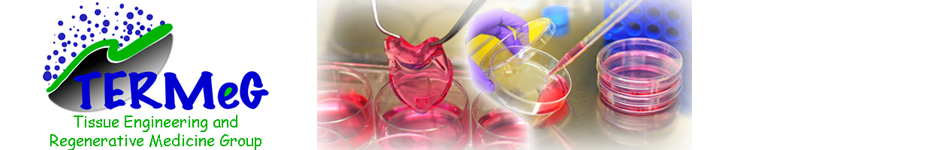 TERMeG
Tissue Engineering and
Regenerative Medicine Group